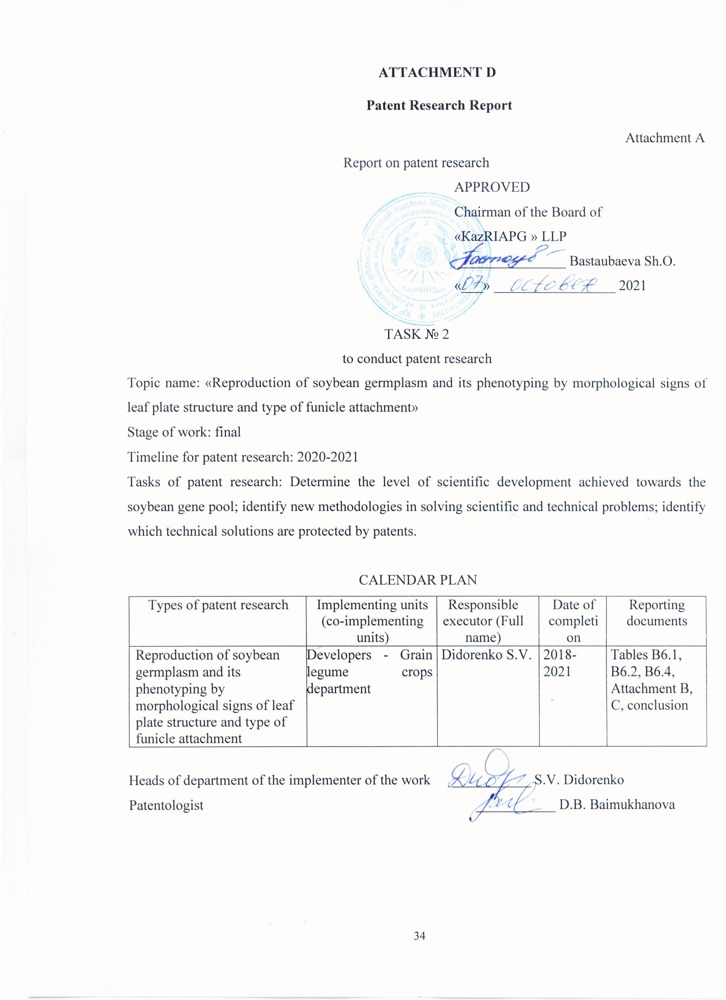 ATTACHMENT D
Patent Research Report
Attachment A
Report on patent research
APPROVED
Chairman of the Board of
«KazRIAPG » LLP
Bastaubaeva Sh.O.
«07» october 2021
КазНИИЗиР
TASK № 2
to conduct patent research
Topic name: «Reproduction of soybean germplasm and its phenotyping by morphological signs of
leaf plate structure and type of funicle attachment»
Stage of work: final
Timeline for patent research: 2020-2021
Tasks of patent research: Determine the level of scientific development achieved towards the
soybean gene pool; identify new methodologies in solving scientific and technical problems; identify
which technical solutions are protected by patents.
CALENDAR PLAN
Types of patent research
Implementing units
(co-implementing
units)
Responsible
executor (Full
name)
Date of
completi
on
Reporting
documents
Reproduction of soybean
germplasm and its
phenotyping by
morphological signs of leaf
plate structure and type of
funicle attachment
Developers - Grain
legume crops
department
Didorenko S.V.
2018-
2021
Tables B6.1,
B6.2, B6.4,
Attachment B,
C, conclusion
Heads of department of the implementer of the work S.V. Didorenko
Patentologist D.B. Baimukhanova
34